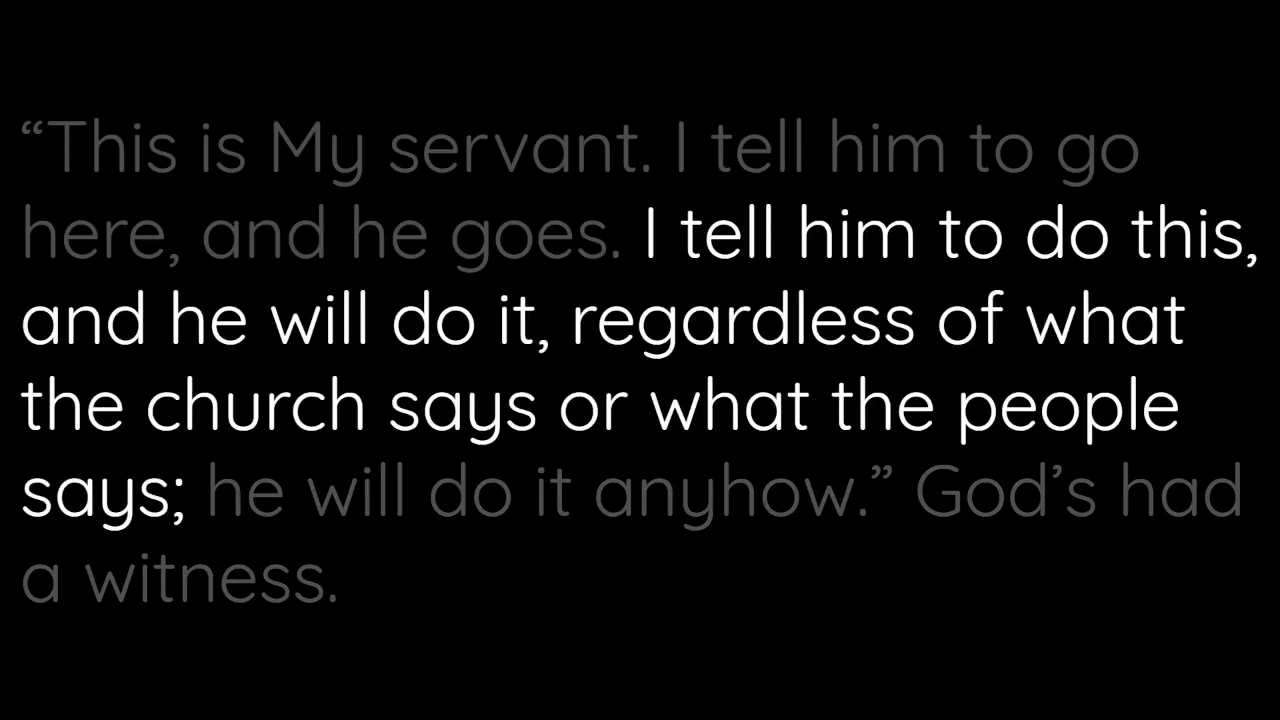 “This is My servant. I tell him to go
here, and he goes. I tell him to do this,
and he will do it, regardless of what
the church says or what the people
says; he will do it anyhow.” God’s had
a witness.